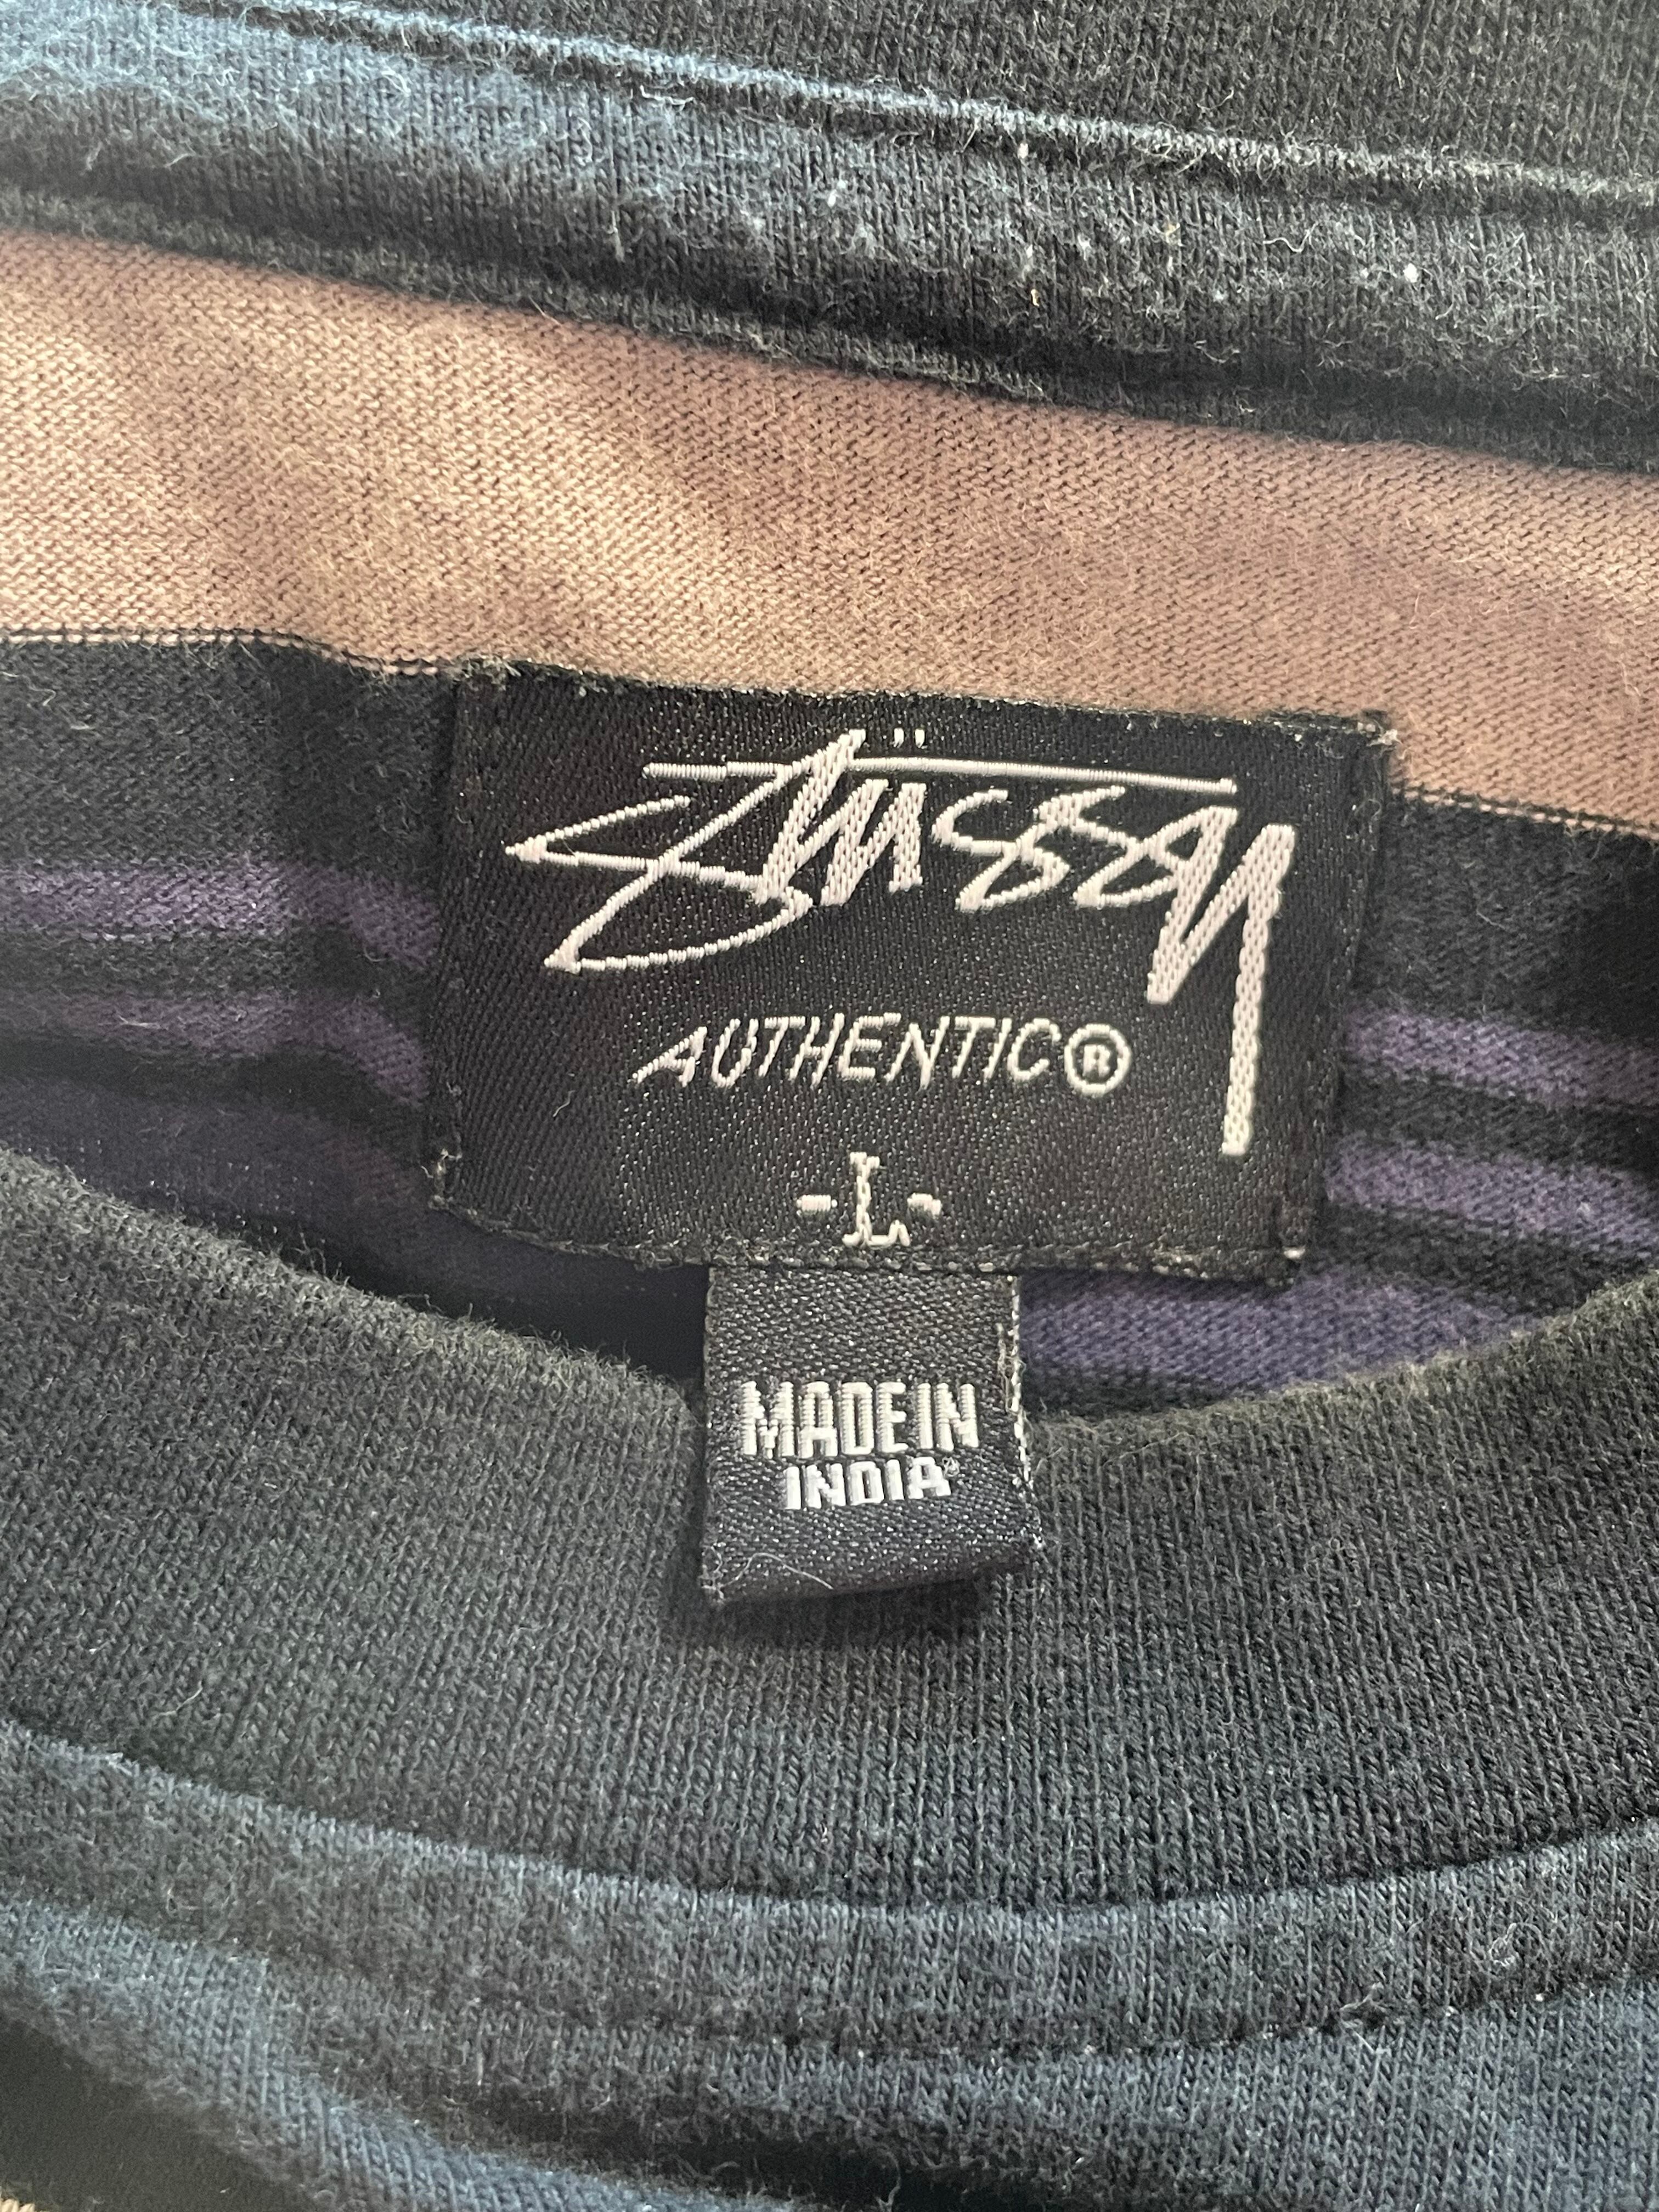 Stüssy
AUTHENTIC®
-L-
MADE IN
INDIA